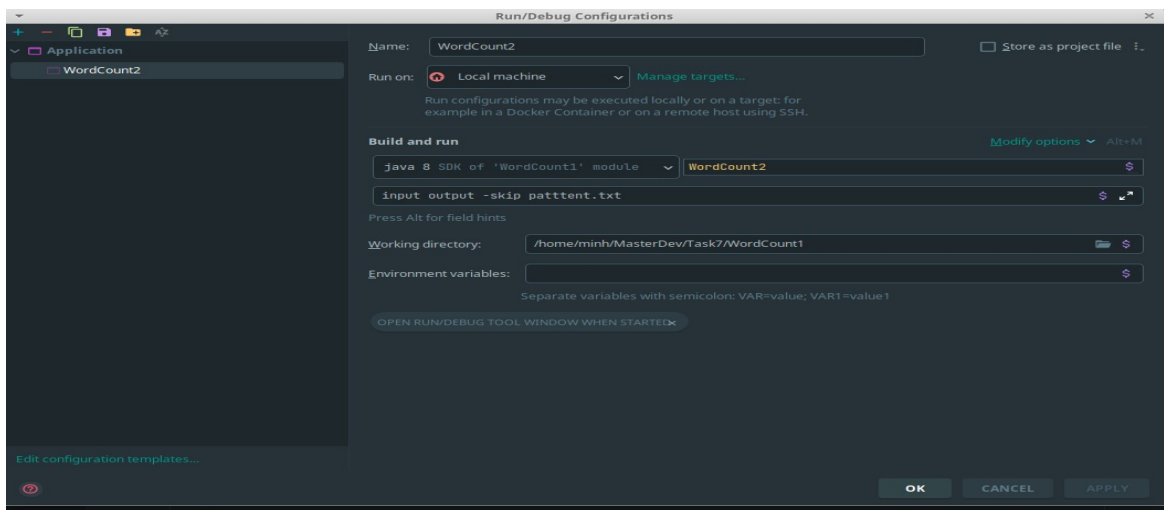 Run/Debug Configurations
Application
WordCount2
Name: WordCount2 Store as project file
Run on: Local machine Manage targets...
Run configurations may be executed locally or on a target: for
example in a Docker Container or on a remote host using SSH.
Build and run Modify options Alt+M
java 8 SDK of 'WordCount1' module WordCount2
input output -skip patttent.txt
Press Alt for field hints
Working directory: /home/minh/MasterDev/Task7/WordCount1
Environment variables:
Separate variables with semicolon: VAR=value; VAR1=value1
OPEN RUN/DEBUG TOOL WINDOW WHEN STARTED
Edit configuration templates...
OK CANCEL APPLY